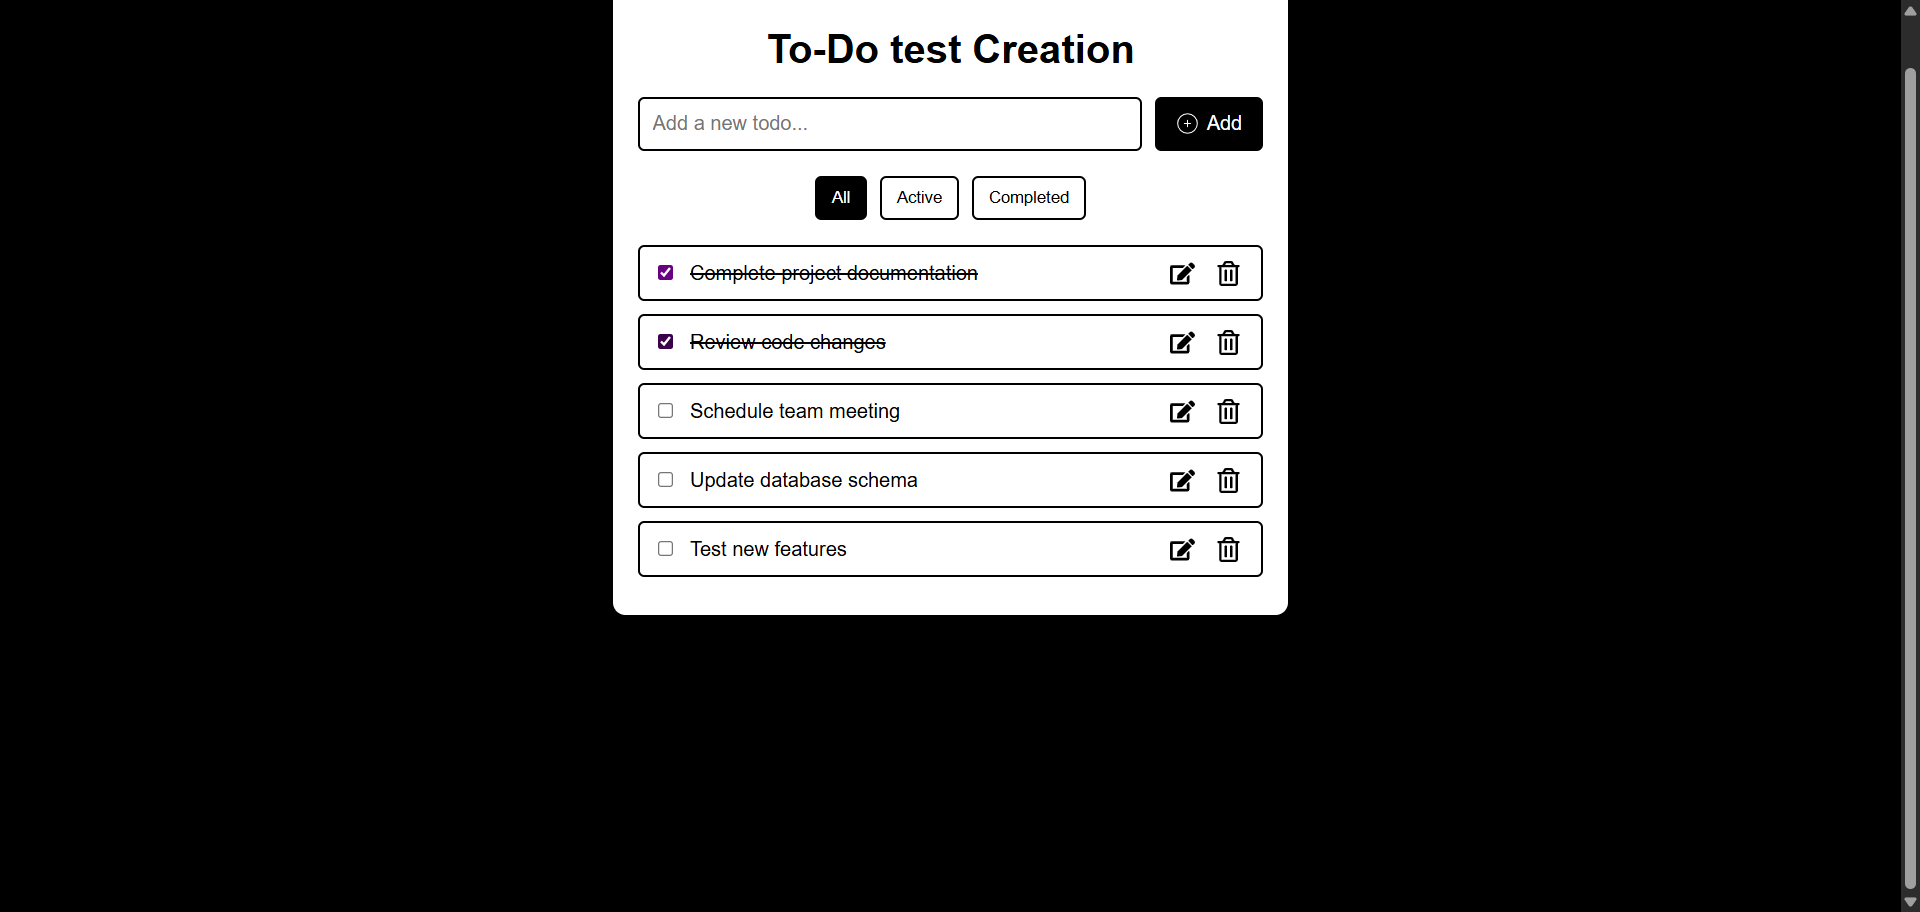 To-Do test Creation
Add a new todo...
Add
All
Active
Completed
Complete project documentation
Review code changes
Schedule team meeting
Update database schema
Test new features